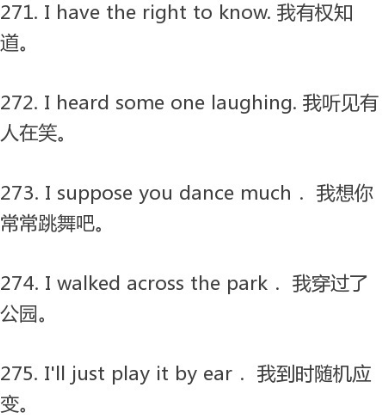 271. I have the right to know. 我有权知
道。
272. I heard some one laughing. 我听见有
人在笑。
273. I suppose you dance much． 我想你
常常跳舞吧。
274. I walked across the park． 我穿过了
公园。
275. I'll just play it by ear． 我到时随机应
变。